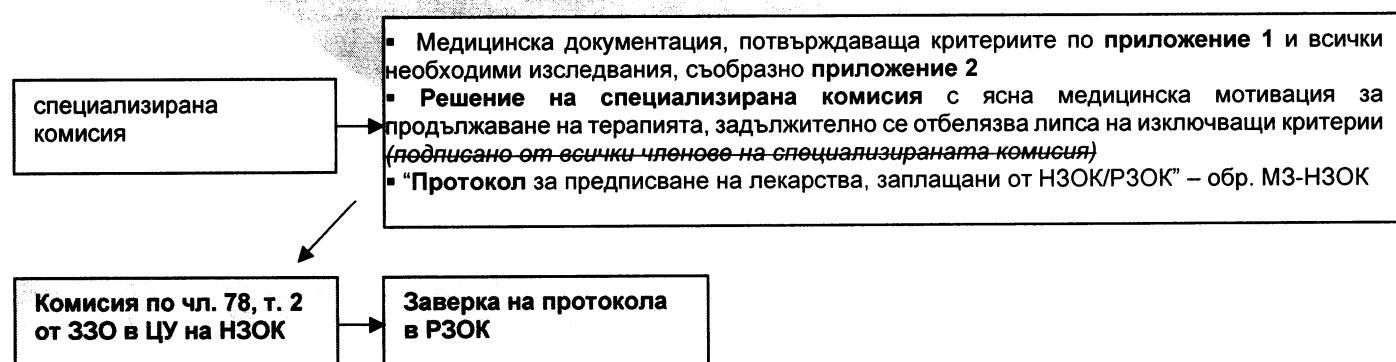 специализирана
комисия
▪ Медицинска документация, потвърждаваща критериите по приложение 1 и всички
необходими изследвания, съобразно приложение 2
▪ Решение на специализирана комисия с ясна медицинска мотивация за
продължаване на терапията, задължително се отбелязва липса на изключващи критерии
(подписано от всички членове на специализираната комисия)
▪ “Протокол за предписване на лекарства, заплащани от НЗОК/РЗОК” – обр. МЗ-НЗОК
Комисия по чл. 78, т. 2
от ЗЗО в ЦУ на НЗОК
Заверка на протокола
в РЗОК